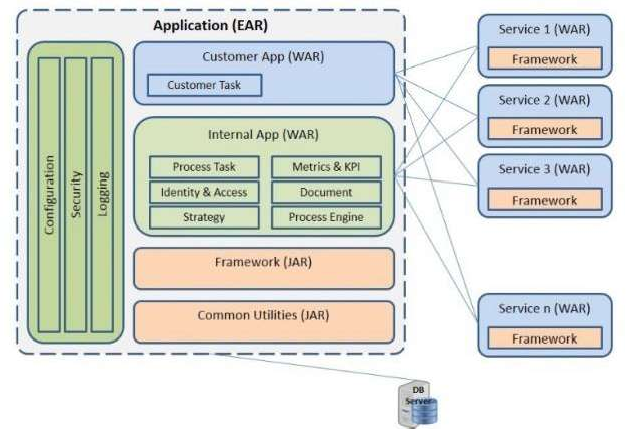 Application (EAR)
Configuration
Security
Logging
Customer App (WAR)
Customer Task
Internal App (WAR)
Process Task
Metrics & KPI
Identity & Access
Document
Strategy
Process Engine
Framework (JAR)
Common Utilities (JAR)
Service 1 (WAR)
Framework
Service 2 (WAR)
Framework
Service 3 (WAR)
Framework
Service n (WAR)
Framework
DB
Server